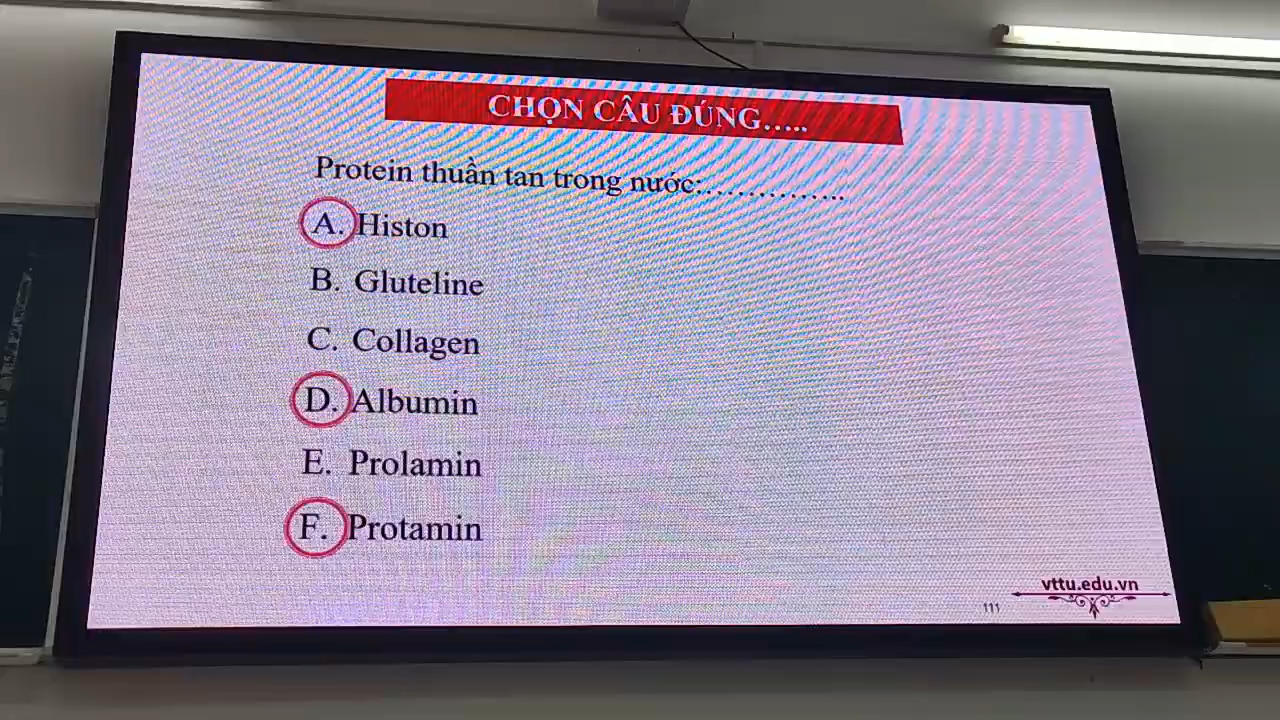 CHỌN CÂU ĐÚNG.....
Protein thuần tan trong nước...............
A. Histon
B. Gluteline
C. Collagen
D. Albumin
E. Prolamin
F. Protamin
vttu.edu.vn
111